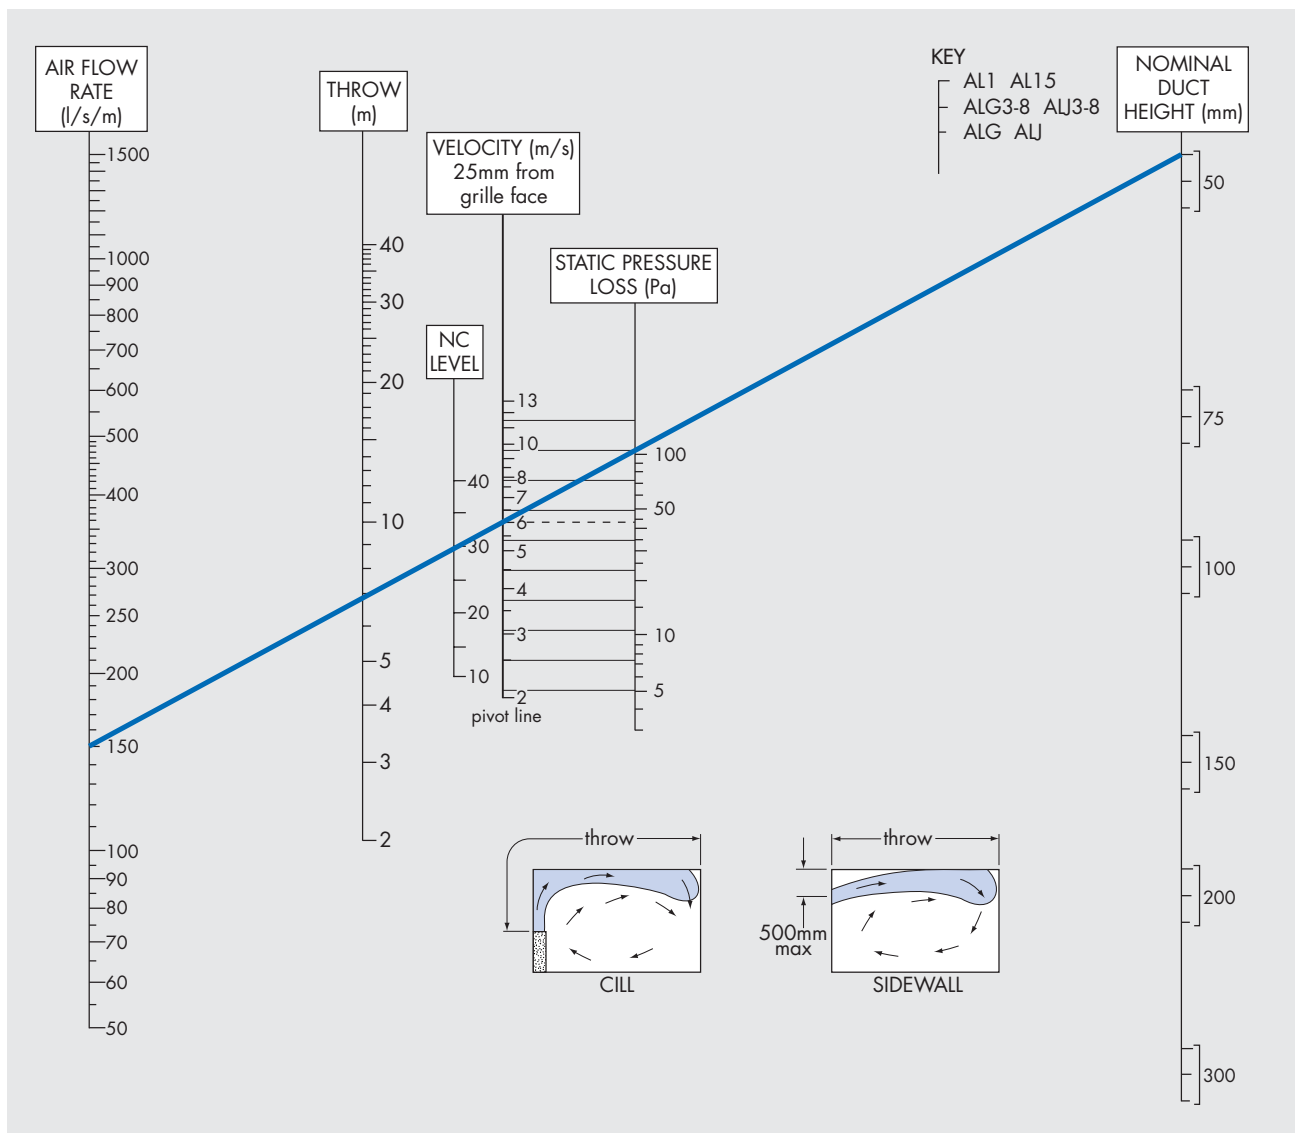 AIR FLOW
RATE
(l/s/m)
1500
1000
900
800
700
600
500
400
300
250
200
150
100
90
80
70
60
50
THROW
(m)
40
30
20
10
5
4
3
2
NC
LEVEL
40
30
20
10
VELOCITY (m/s)
25mm from
grille face
13
10
8
7
6
5
4
3
2
pivot line
STATIC PRESSURE
LOSS (Pa)
100
50
10
5
KEY
AL1 AL15
ALG3-8 ALJ3-8
ALG ALJ
NOMINAL
DUCT
HEIGHT (mm)
50
75
100
150
200
300
throw
CILL
throw
500mm
max
SIDEWALL